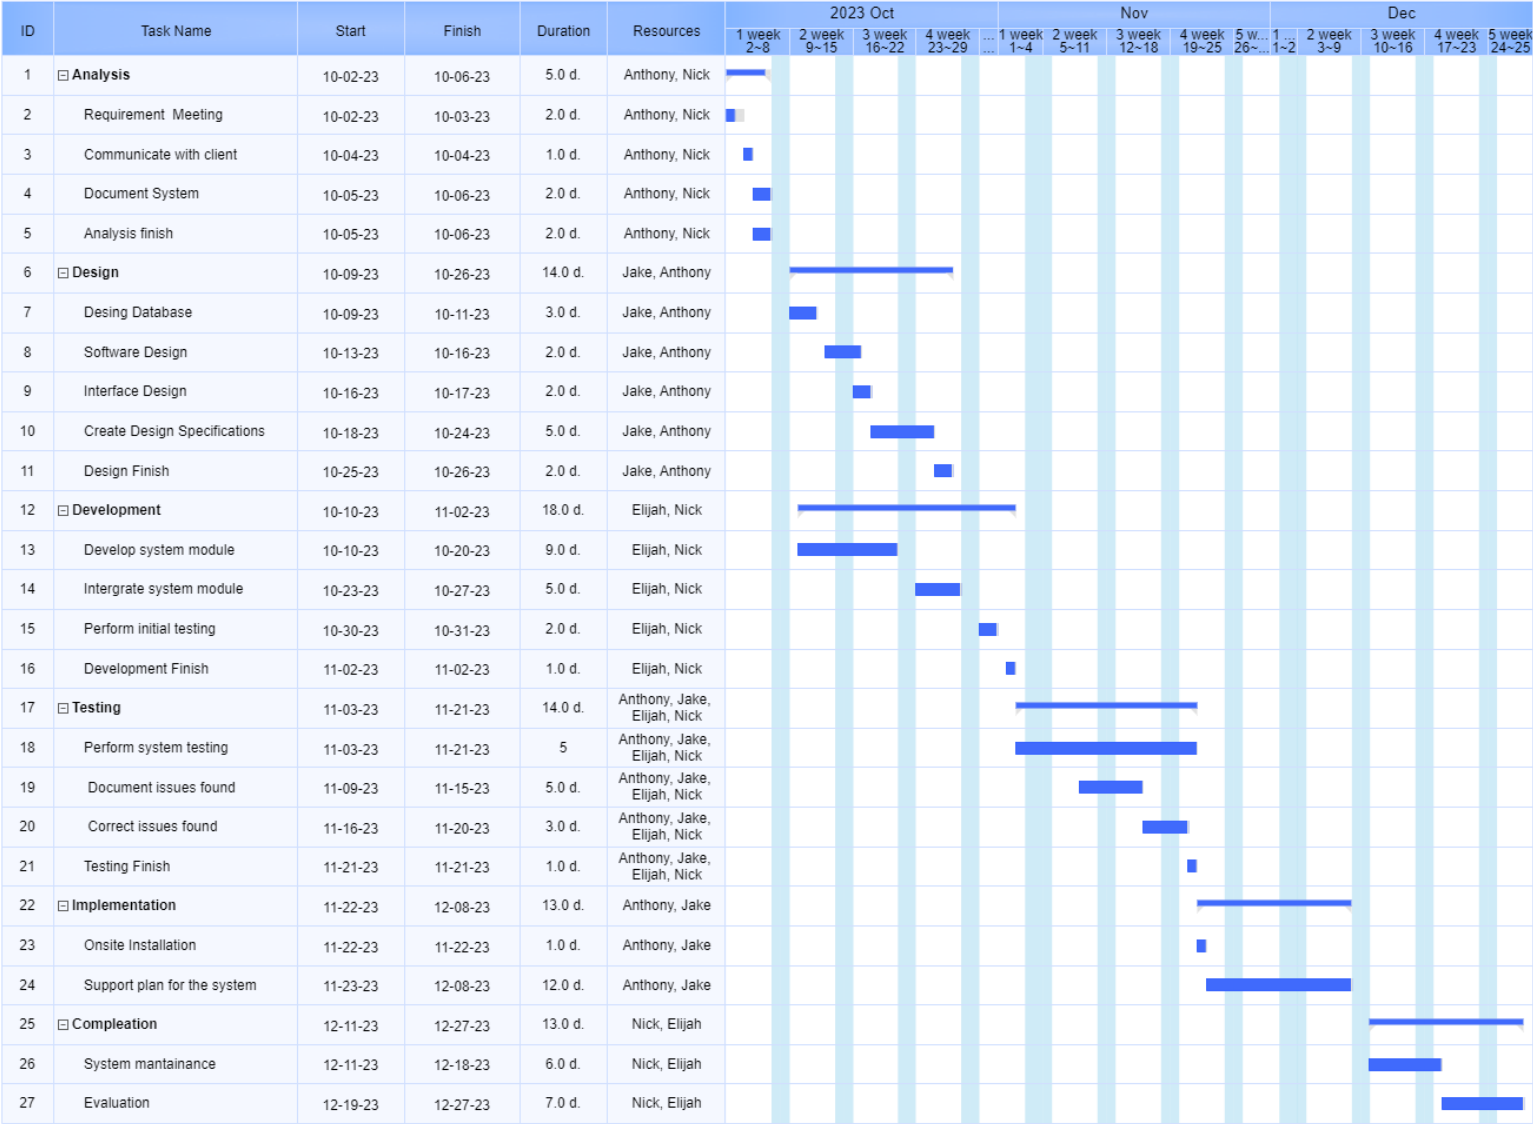 ID Task Name Start Finish Duration Resources 2023 Oct Nov Dec
1 week 2 week 3 week 4 week ... 1 week 2 week 3 week 4 week 5 w... 1 ... 2 week 3 week 4 week 5 week
2~8 9~15 16~22 23~29 ... 1~4 5~11 12~18 19~25 26~... 1~2 3~9 10~16 17~23 24~25
1 Analysis 10-02-23 10-06-23 5.0 d. Anthony, Nick
2 Requirement Meeting 10-02-23 10-03-23 2.0 d. Anthony, Nick
3 Communicate with client 10-04-23 10-04-23 1.0 d. Anthony, Nick
4 Document System 10-05-23 10-06-23 2.0 d. Anthony, Nick
5 Analysis finish 10-05-23 10-06-23 2.0 d. Anthony, Nick
6 Design 10-09-23 10-26-23 14.0 d. Jake, Anthony
7 Desing Database 10-09-23 10-11-23 3.0 d. Jake, Anthony
8 Software Design 10-13-23 10-16-23 2.0 d. Jake, Anthony
9 Interface Design 10-16-23 10-17-23 2.0 d. Jake, Anthony
10 Create Design Specifications 10-18-23 10-24-23 5.0 d. Jake, Anthony
11 Design Finish 10-25-23 10-26-23 2.0 d. Jake, Anthony
12 Development 10-10-23 11-02-23 18.0 d. Elijah, Nick
13 Develop system module 10-10-23 10-20-23 9.0 d. Elijah, Nick
14 Intergrate system module 10-23-23 10-27-23 5.0 d. Elijah, Nick
15 Perform initial testing 10-30-23 10-31-23 2.0 d. Elijah, Nick
16 Development Finish 11-02-23 11-02-23 1.0 d. Elijah, Nick
17 Testing 11-03-23 11-21-23 14.0 d. Anthony, Jake,
Elijah, Nick
18 Perform system testing 11-03-23 11-21-23 5 Anthony, Jake,
Elijah, Nick
19 Document issues found 11-09-23 11-15-23 5.0 d. Anthony, Jake,
Elijah, Nick
20 Correct issues found 11-16-23 11-20-23 3.0 d. Anthony, Jake,
Elijah, Nick
21 Testing Finish 11-21-23 11-21-23 1.0 d. Anthony, Jake,
Elijah, Nick
22 Implementation 11-22-23 12-08-23 13.0 d. Anthony, Jake
23 Onsite Installation 11-22-23 11-22-23 1.0 d. Anthony, Jake
24 Support plan for the system 11-23-23 12-08-23 12.0 d. Anthony, Jake
25 Compleation 12-11-23 12-27-23 13.0 d. Nick, Elijah
26 System mantainance 12-11-23 12-18-23 6.0 d. Nick, Elijah
27 Evaluation 12-19-23 12-27-23 7.0 d. Nick, Elijah